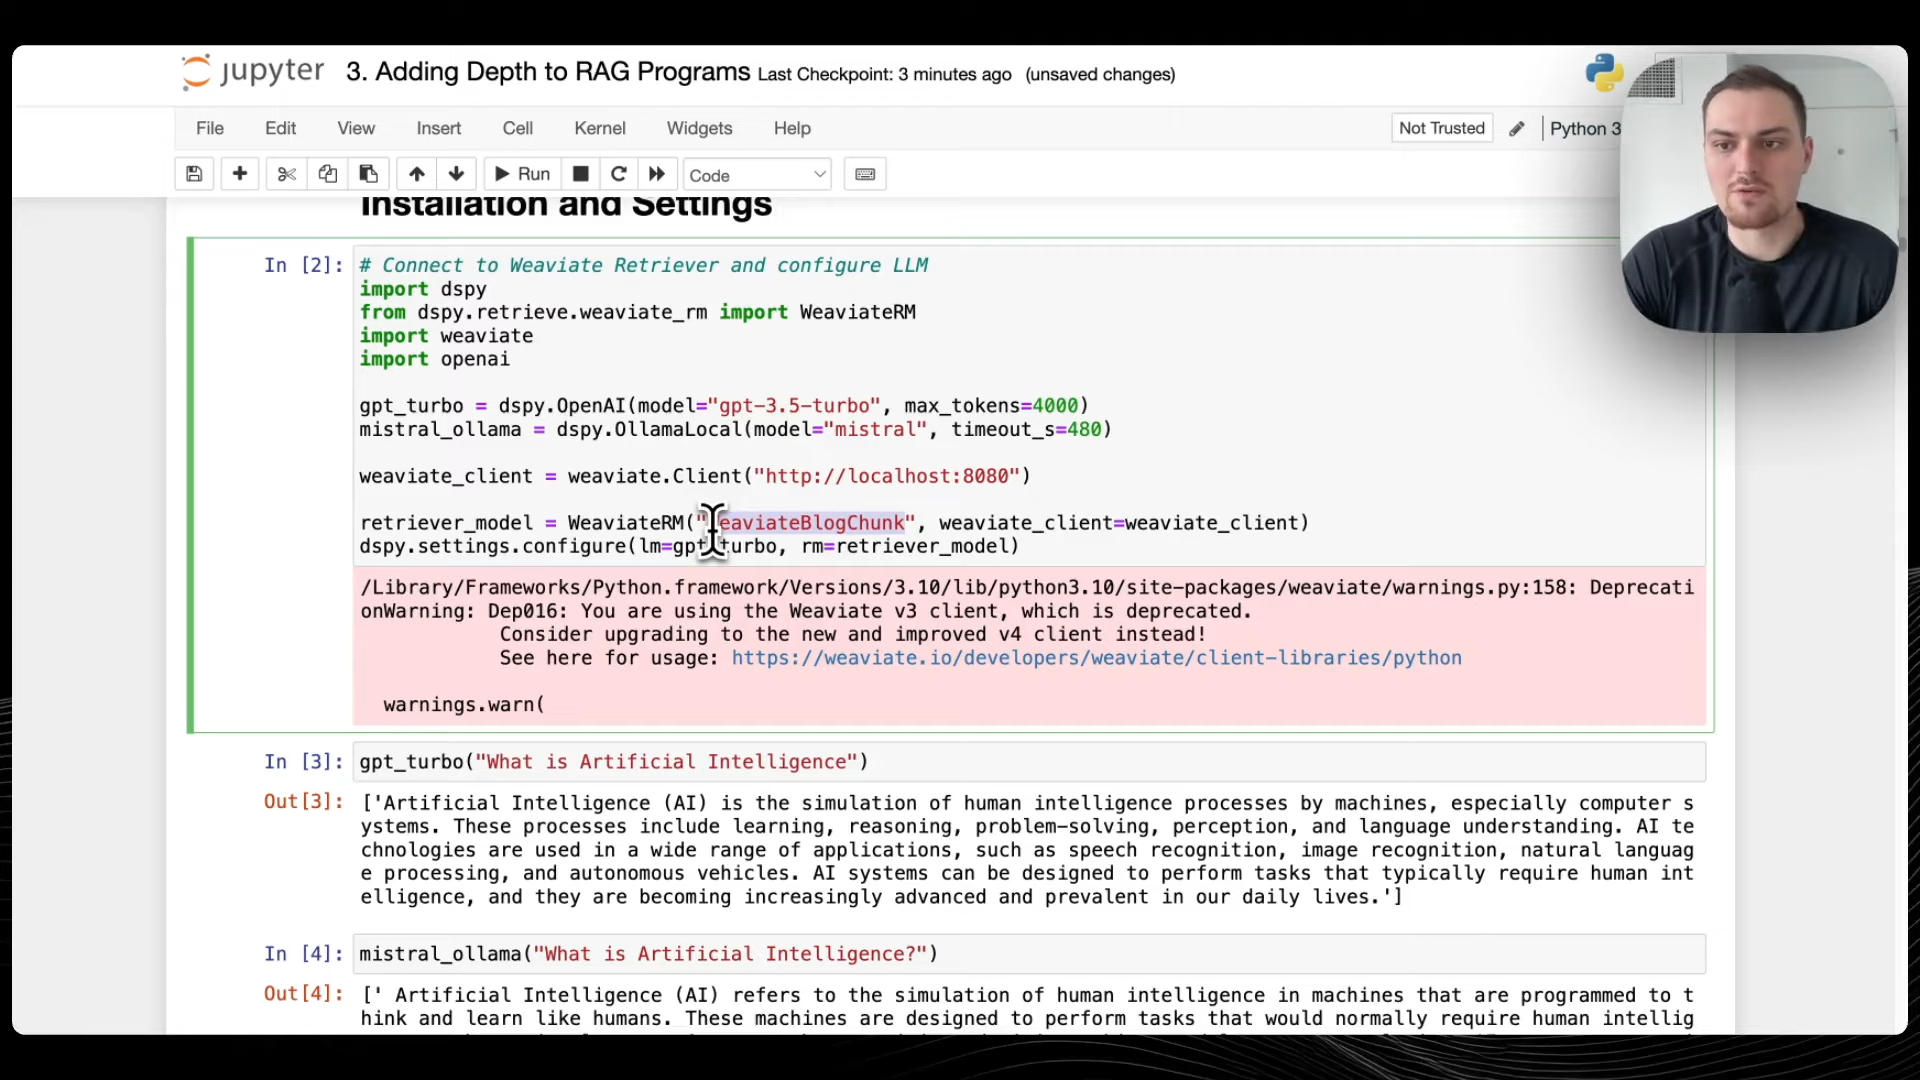 jupyter 3. Adding Depth to RAG Programs Last Checkpoint: 3 minutes ago (unsaved changes)
File Edit View Insert Cell Kernel Widgets Help Not Trusted Python 3
Run Code
Installation and Settings
In [2]: # Connect to Weaviate Retriever and configure LLM
import dspy
from dspy.retrieve.weaviate_rm import WeaviateRM
import weaviate
import openai
gpt_turbo = dspy.OpenAI(model="gpt-3.5-turbo", max_tokens=4000)
mistral_ollama = dspy.OllamaLocal(model="mistral", timeout_s=480)
weaviate_client = weaviate.Client("http://localhost:8080")
retriever_model = WeaviateRM("WeaviateBlogChunk", weaviate_client=weaviate_client)
dspy.settings.configure(lm=gpt_turbo, rm=retriever_model)
/Library/Frameworks/Python.framework/Versions/3.10/lib/python3.10/site-packages/weaviate/warnings.py:158: Deprecati
onWarning: Dep016: You are using the Weaviate v3 client, which is deprecated.
Consider upgrading to the new and improved v4 client instead!
See here for usage: https://weaviate.io/developers/weaviate/client-libraries/python
warnings.warn(
In [3]: gpt_turbo("What is Artificial Intelligence")
Out[3]: ['Artificial Intelligence (AI) is the simulation of human intelligence processes by machines, especially computer s
ystems. These processes include learning, reasoning, problem-solving, perception, and language understanding. AI te
chnologies are used in a wide range of applications, such as speech recognition, image recognition, natural languag
e processing, and autonomous vehicles. AI systems can be designed to perform tasks that typically require human int
elligence, and they are becoming increasingly advanced and prevalent in our daily lives.']
In [4]: mistral_ollama("What is Artificial Intelligence?")
Out[4]: [' Artificial Intelligence (AI) refers to the simulation of human intelligence in machines that are programmed to t
hink and learn like humans. These machines are designed to perform tasks that would normally require human intellig